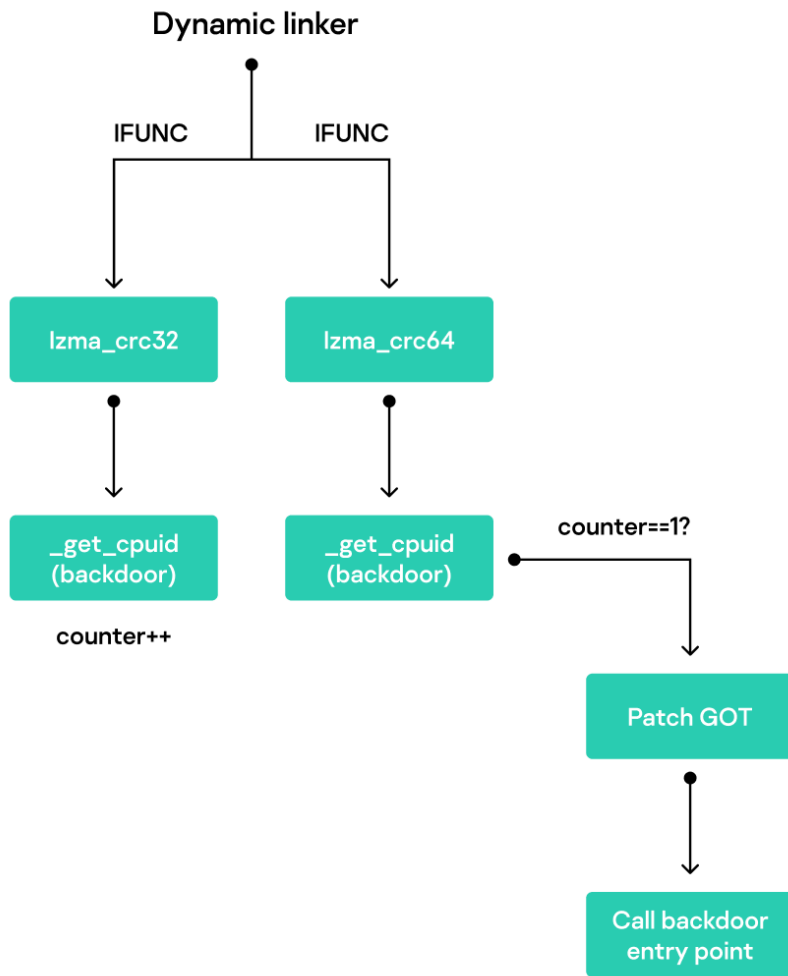 Dynamic linker
IFUNC
IFUNC
lzma_crc32
lzma_crc64
_get_cpuid
(backdoor)
_get_cpuid
(backdoor)
counter==1?
counter++
Patch GOT
Call backdoor
entry point